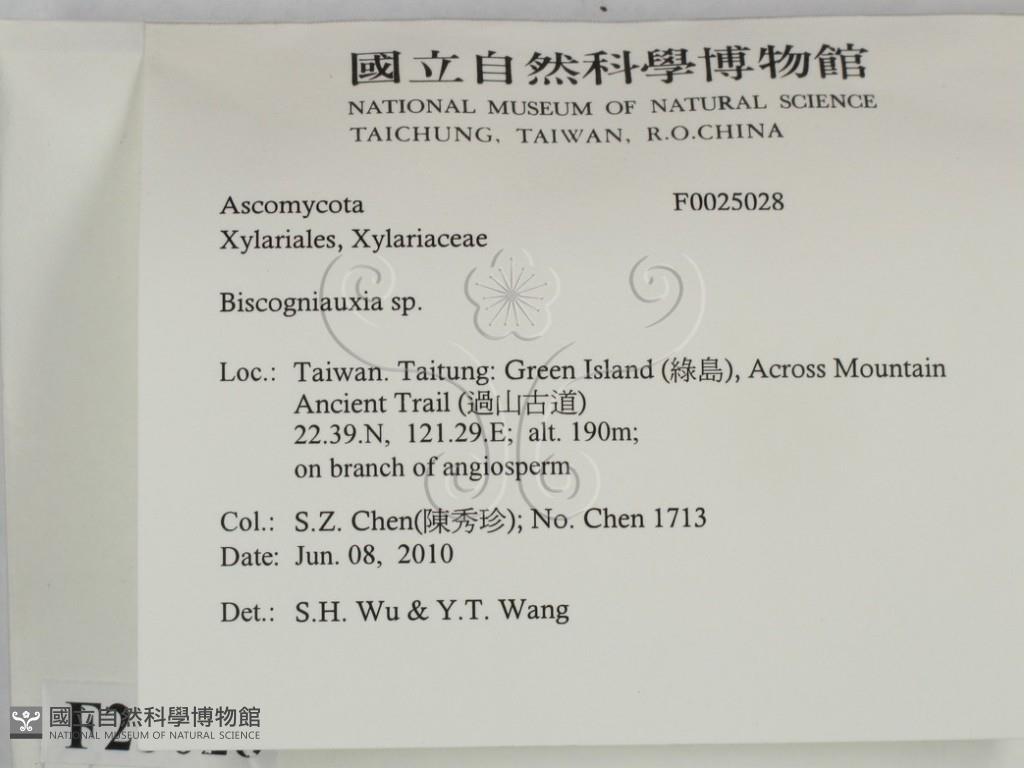 國立自然科學博物館
NATIONAL MUSEUM OF NATURAL SCIENCE
TAICHUNG, TAIWAN, R.O.CHINA
Ascomycota F0025028
Xylariales, Xylariaceae
Biscogniauxia sp.
Loc.: Taiwan. Taitung: Green Island (綠島), Across Mountain
Ancient Trail (過山古道)
22.39.N, 121.29.E; alt. 190m;
on branch of angiosperm
Col.: S.Z. Chen(陳秀珍); No. Chen 1713
Date: Jun. 08, 2010
Det.: S.H. Wu & Y.T. Wang
國立自然科學博物館
NATIONAL MUSEUM OF NATURAL SCIENCE